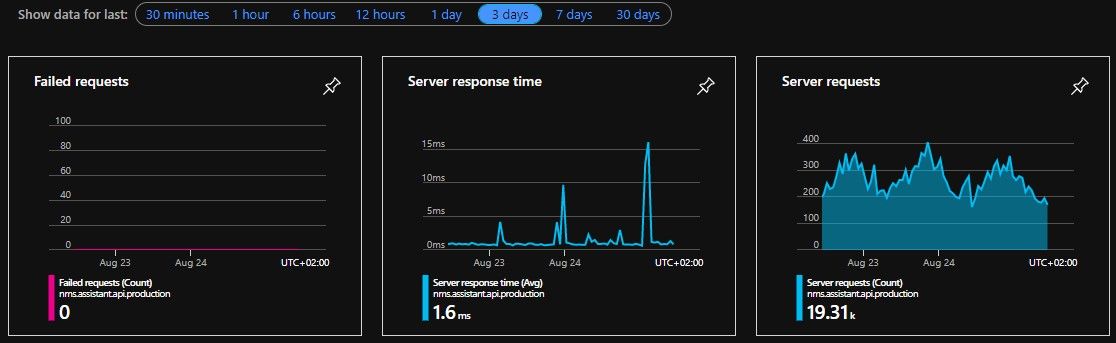 Show data for last: 30 minutes 1 hour 6 hours 12 hours 1 day 3 days 7 days 30 days
Failed requests
100
80
60
40
20
0
Aug 23 Aug 24 UTC+02:00
Failed requests (Count)
nms.assistant.api.production
0
Server response time
15ms
10ms
5ms
0ms
Aug 23 Aug 24 UTC+02:00
Server response time (Avg)
nms.assistant.api.production
1.6 ms
Server requests
400
300
200
100
0
Aug 23 Aug 24 UTC+02:00
Server requests (Count)
nms.assistant.api.production
19.31 k